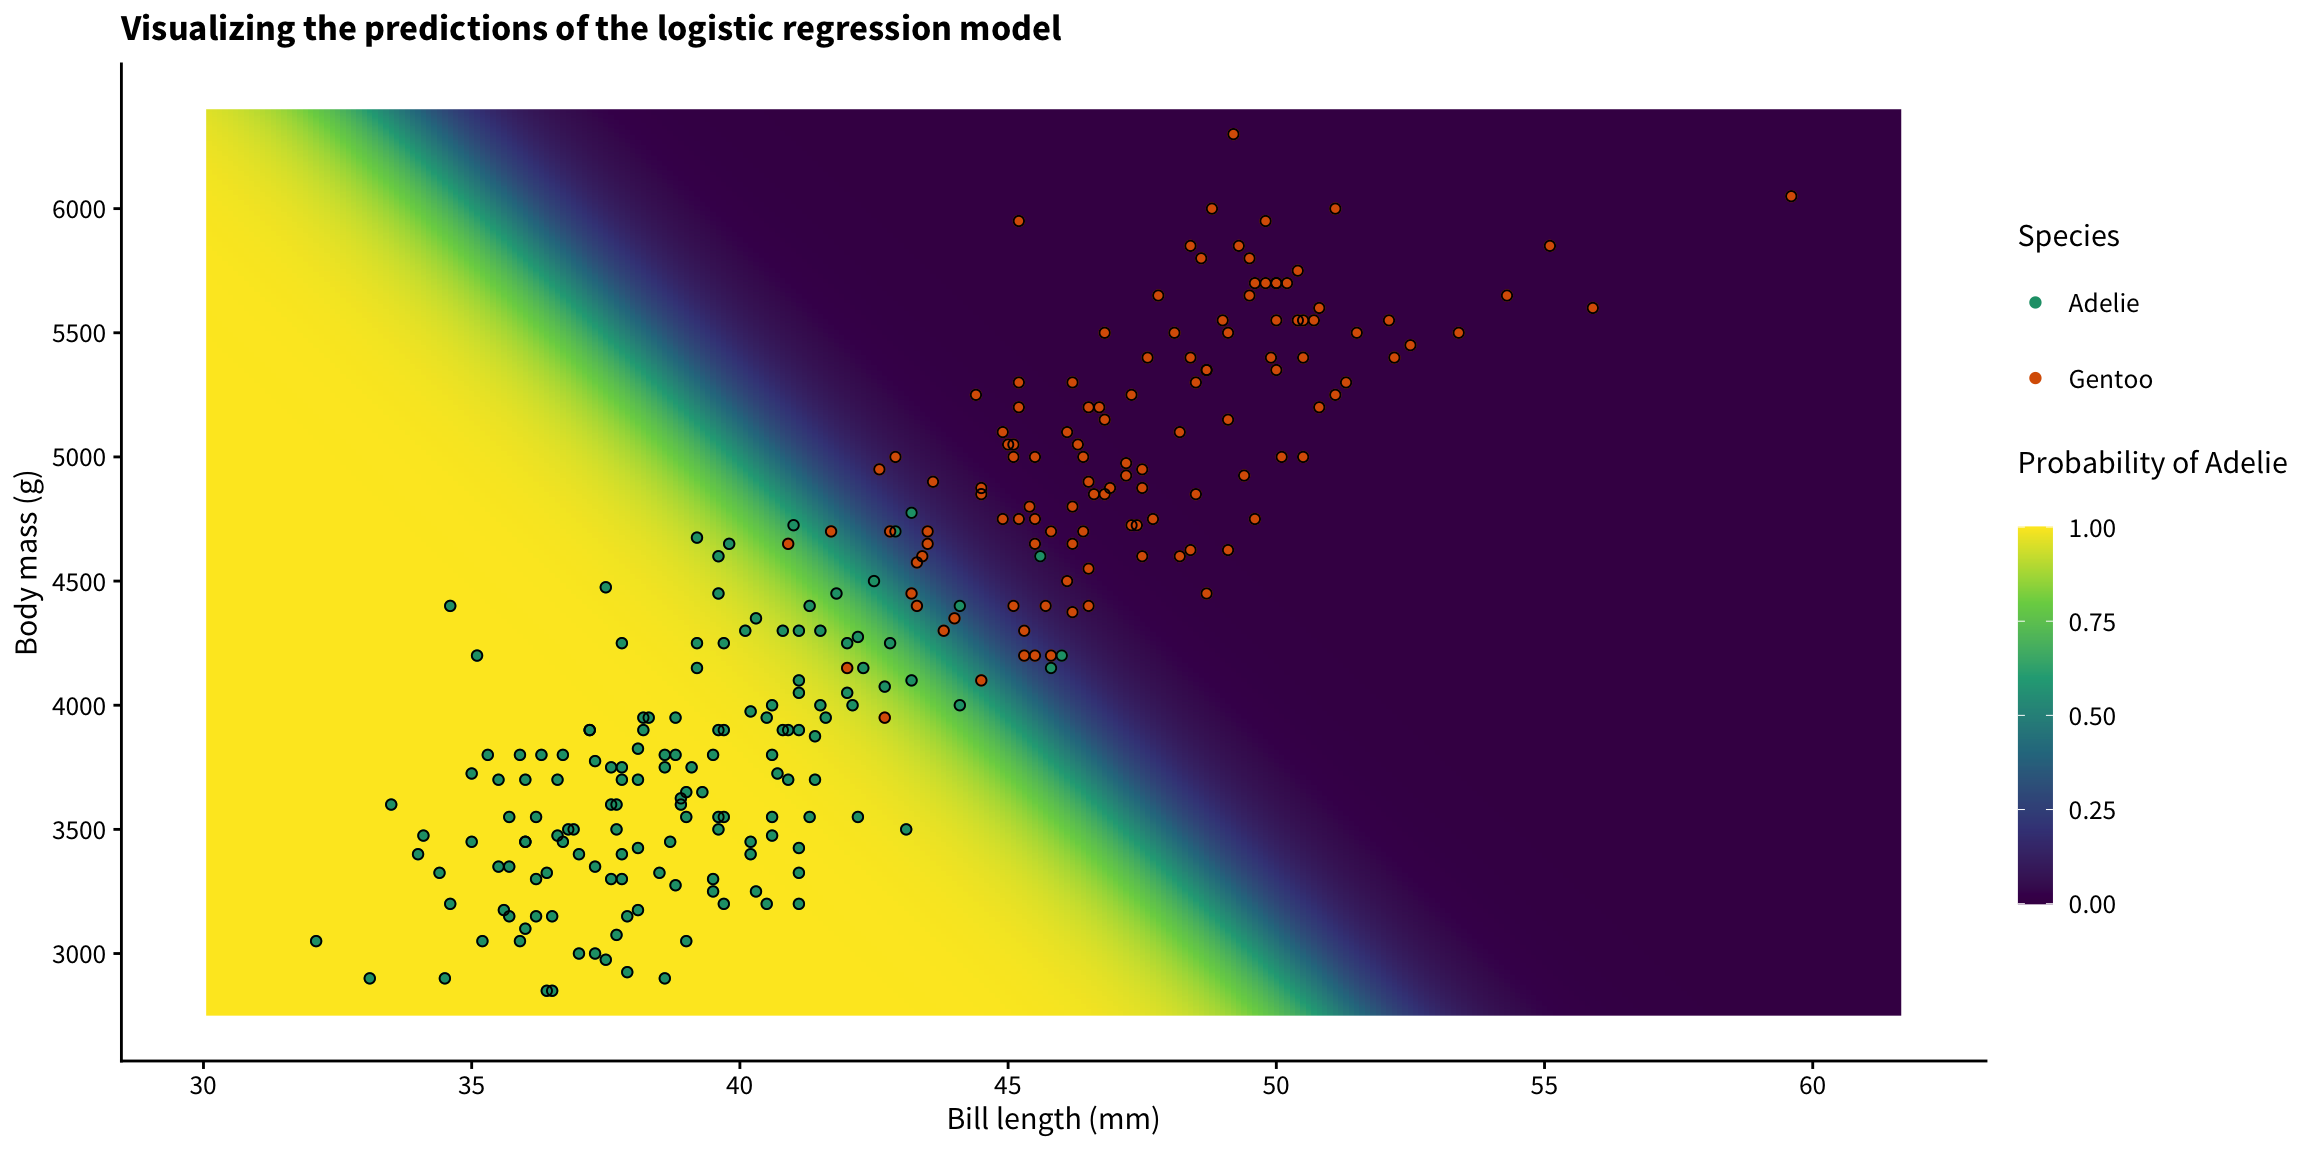 Visualizing the predictions of the logistic regression model
Body mass (g)
6000
5500
5000
4500
4000
3500
3000
30 35 40 45 50 55 60
Bill length (mm)
Species
Adelie
Gentoo
Probability of Adelie
1.00
0.75
0.50
0.25
0.00